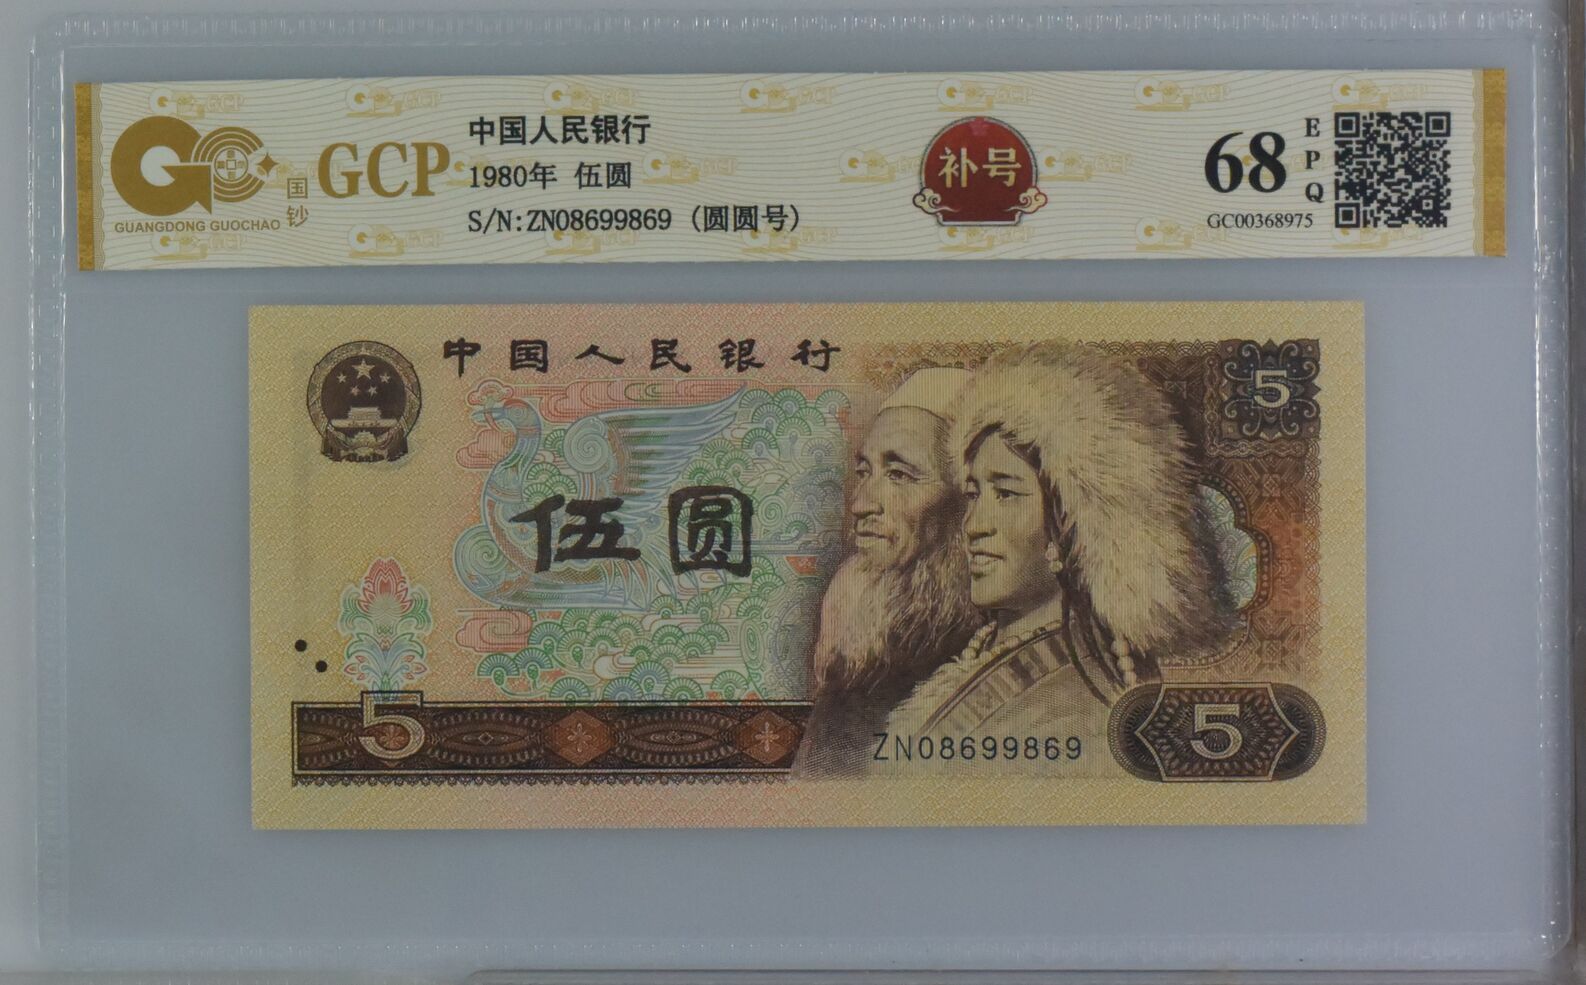 GUANGDONG GUOCHAO
国钞
GCP
中国人民银行
1980年 伍圆
S/N:ZN08699869 (圆圆号)
补号
68
EPQ
GC00368975
中国人民银行
5
伍圆
5
ZN08699869
5